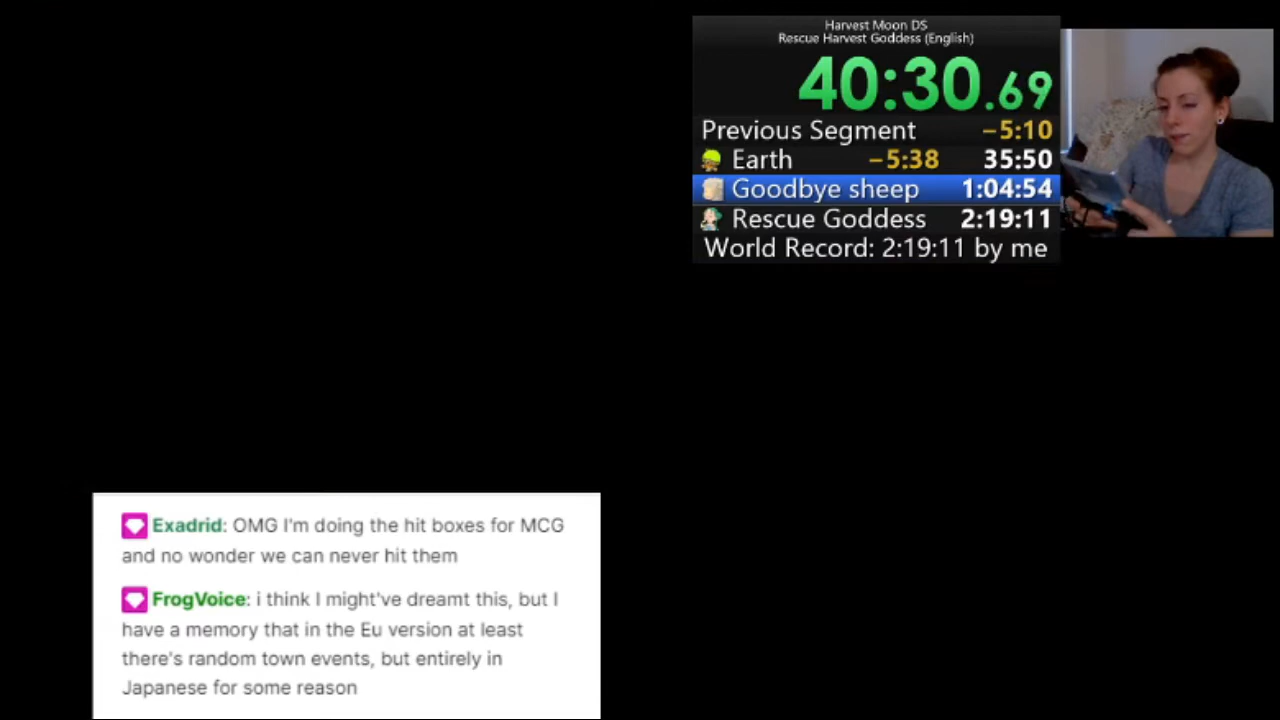 Harvest Moon DS
Rescue Harvest Goddess (English)
40:30.69
Previous Segment -5:10
Earth -5:38 35:50
Goodbye sheep 1:04:54
Rescue Goddess 2:19:11
World Record: 2:19:11 by me
Exadrid: OMG I'm doing the hit boxes for MCG
and no wonder we can never hit them
FrogVoice: i think I might've dreamt this, but I
have a memory that in the Eu version at least
there's random town events, but entirely in
Japanese for some reason